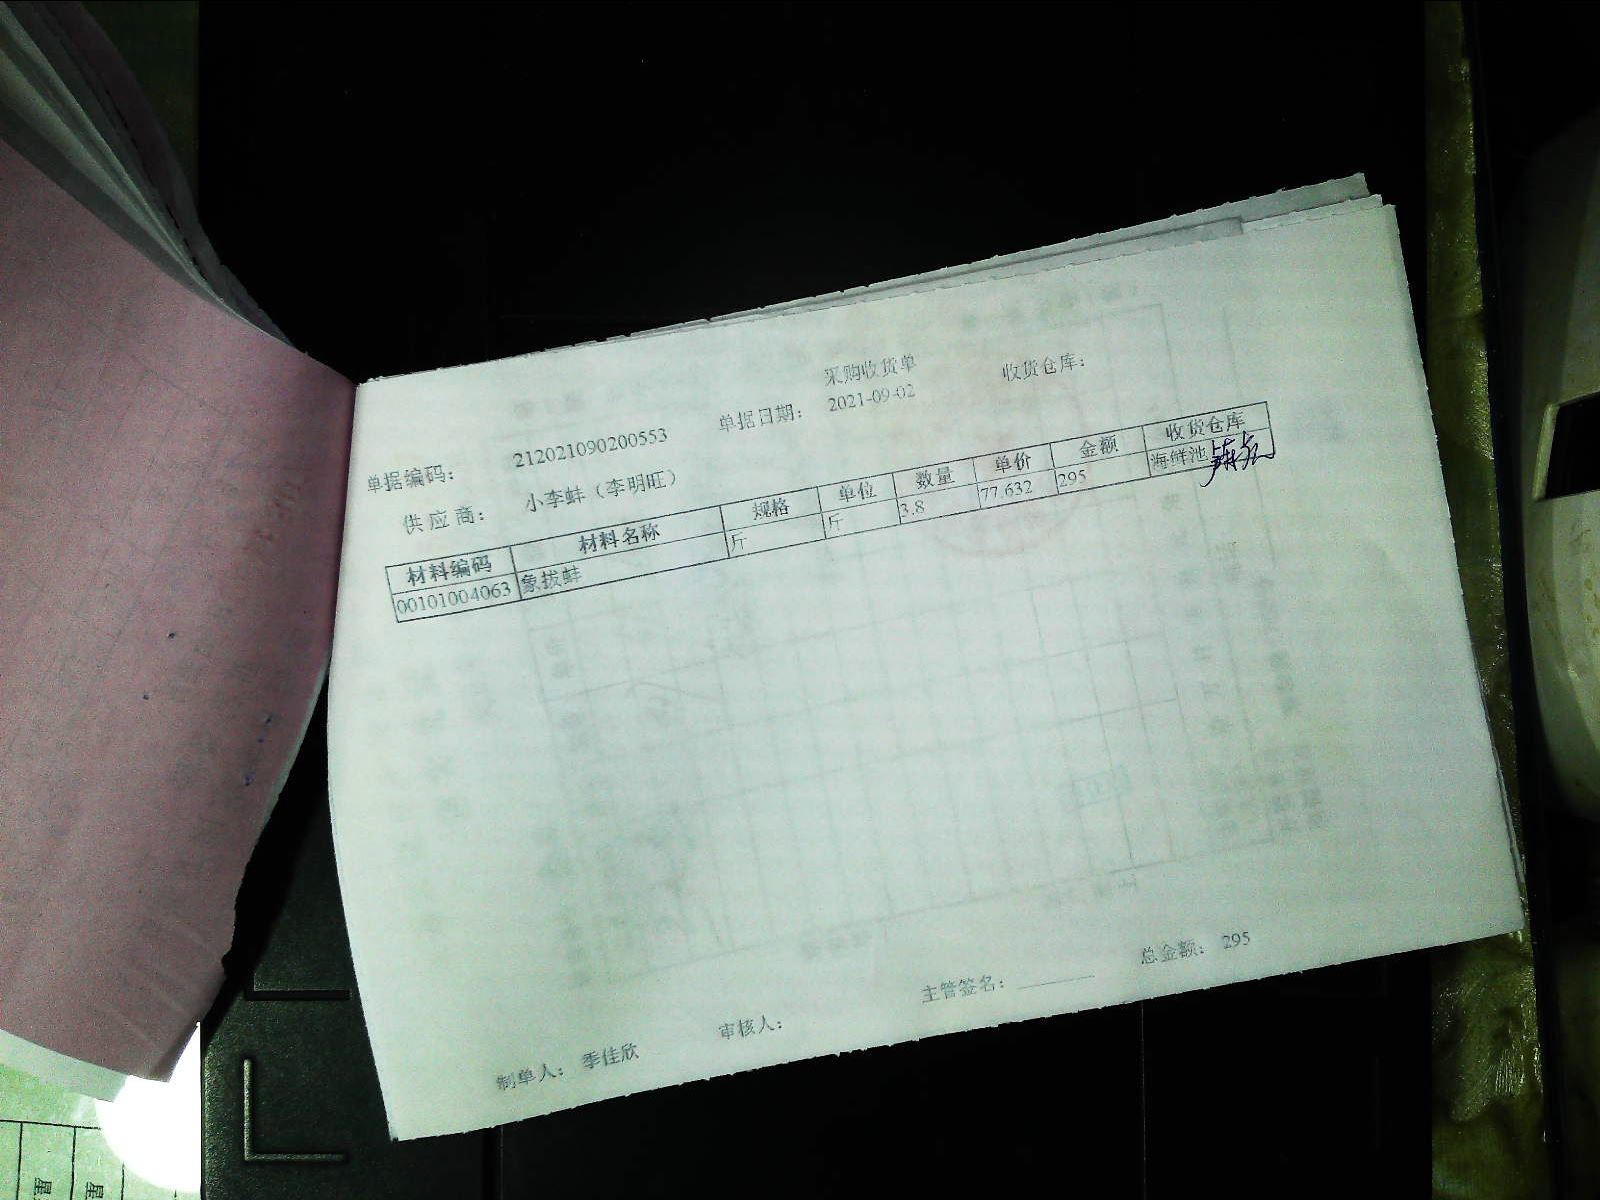 采购收货单
单据编码： 212021090200553 单据日期： 2021-09-02 收货仓库：
供应商： 小李蚌（李明旺）
材料编码 材料名称 规格 单位 数量 单价 金额 收货仓库
00101004063 象拔蚌 斤 斤 3.8 77.632 295 海鲜池
制单人： 季佳欣 审核人： 主管签名： 总金额： 295